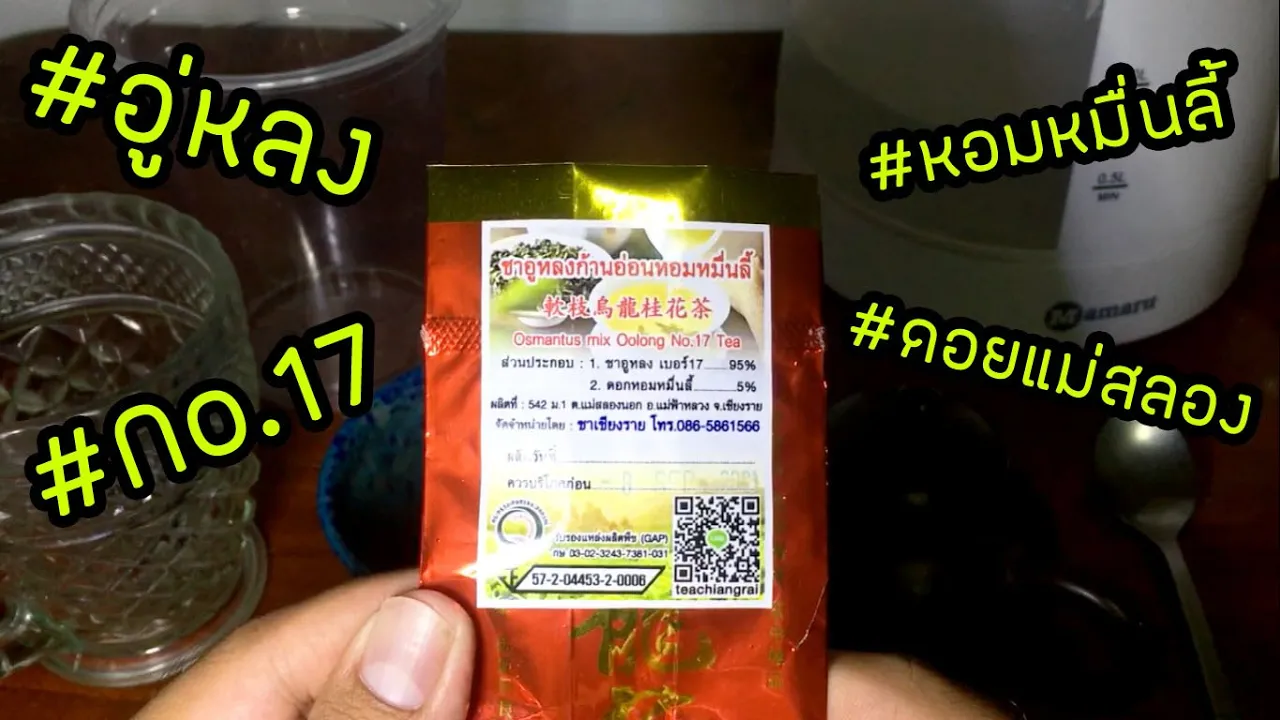 #อู่หลง
#หอมหมื่นลี้
#no.17
#ดอยแม่สลอง
ชาอูหลงก้านอ่อนหอมหมื่นลี้
軟枝烏龍桂花茶
Osmantus mix Oolong No.17 Tea
ส่วนประกอบ : 1. ชาอูหลง เบอร์17.......95%
2. ดอกหอมหมื่นลี้............5%
ผลิตที่ : 542 ม.1 ต.แม่สลองนอก อ.แม่ฟ้าหลวง จ.เชียงราย
จัดจำหน่ายโดย : ชาเชียงราย โทร.086-5861566
ผลิตวันที่
ควรบริโภคก่อน
รับรองแหล่งผลิตพืช (GAP)
กษ 03-02-3243-7381-031
57-2-04453-2-0006
teachiangrai
龍
0.5L
MIN
Mamaru